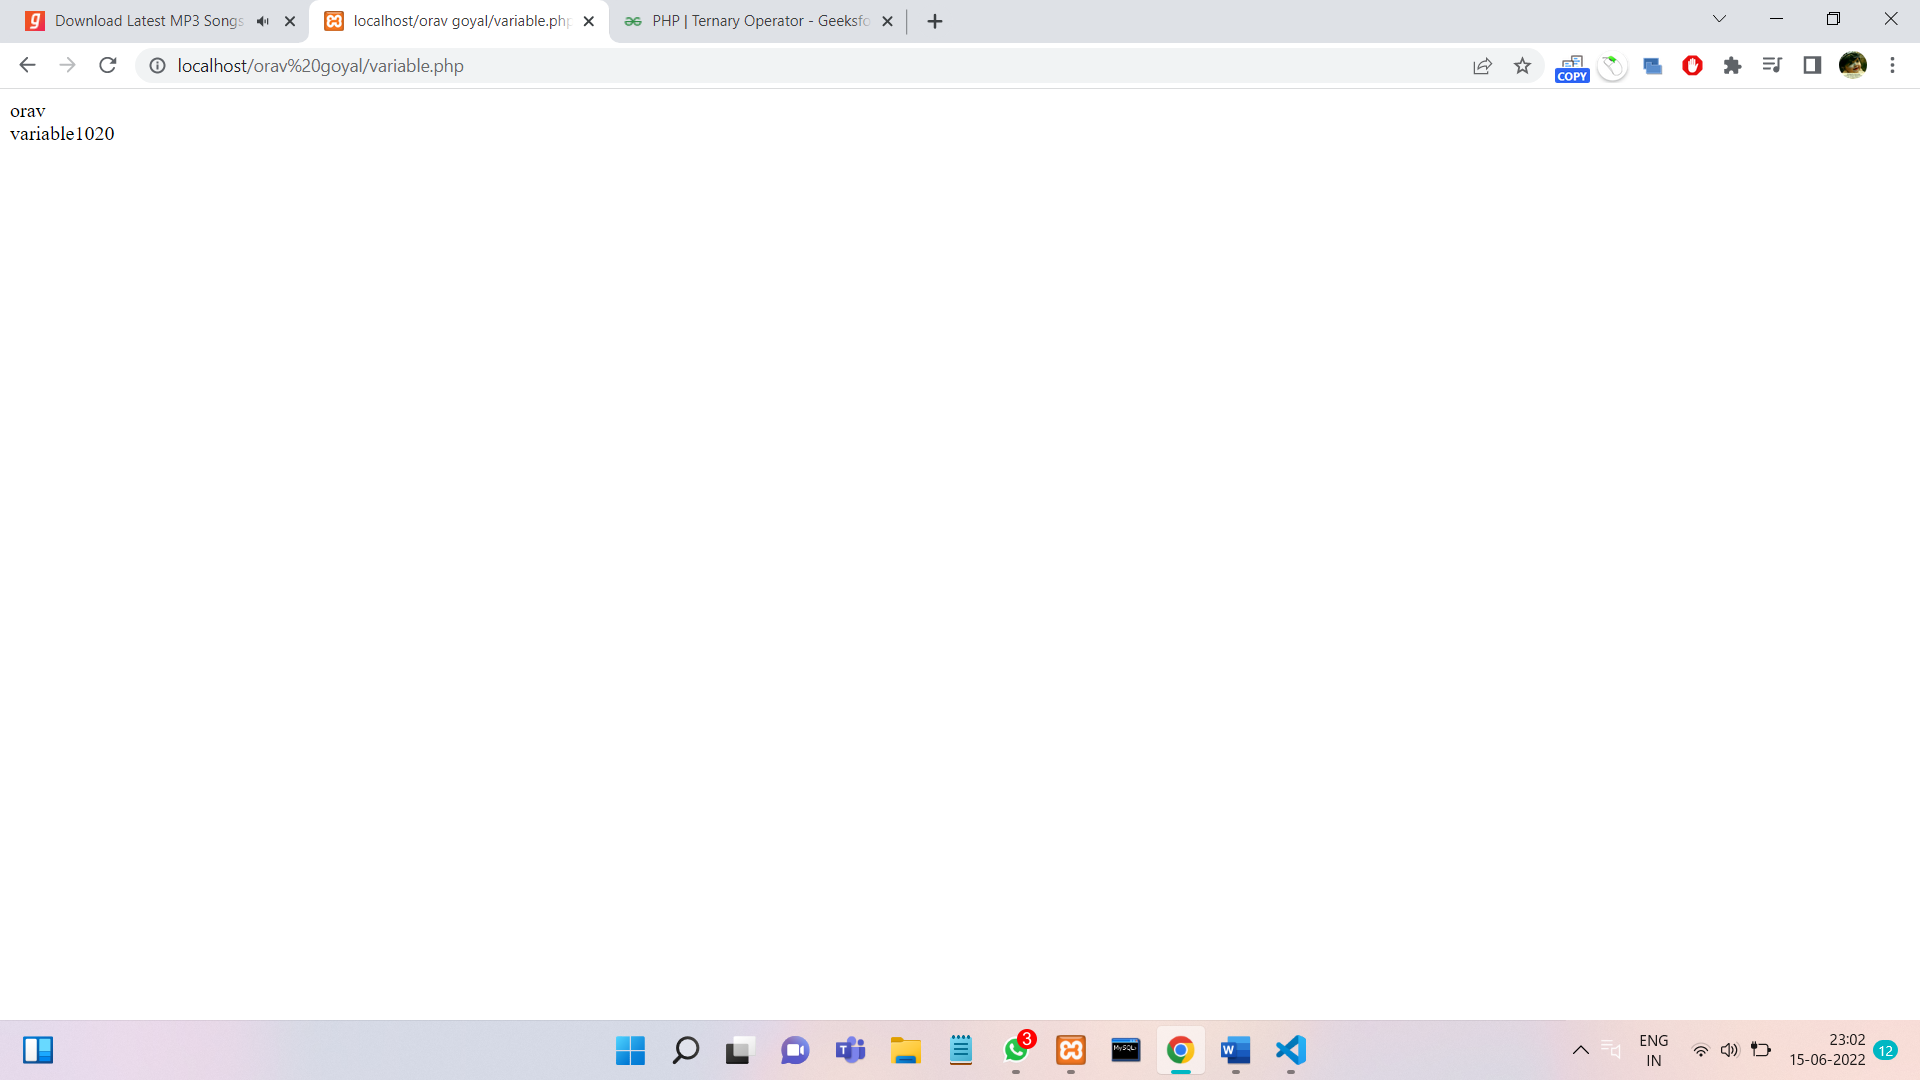 Download Latest MP3 Songs
localhost/orav goyal/variable.php
PHP | Ternary Operator - Geeksfo
localhost/orav%20goyal/variable.php
COPY
orav
variable1020
3
MySQL
ENG
IN
23:02
15-06-2022
12